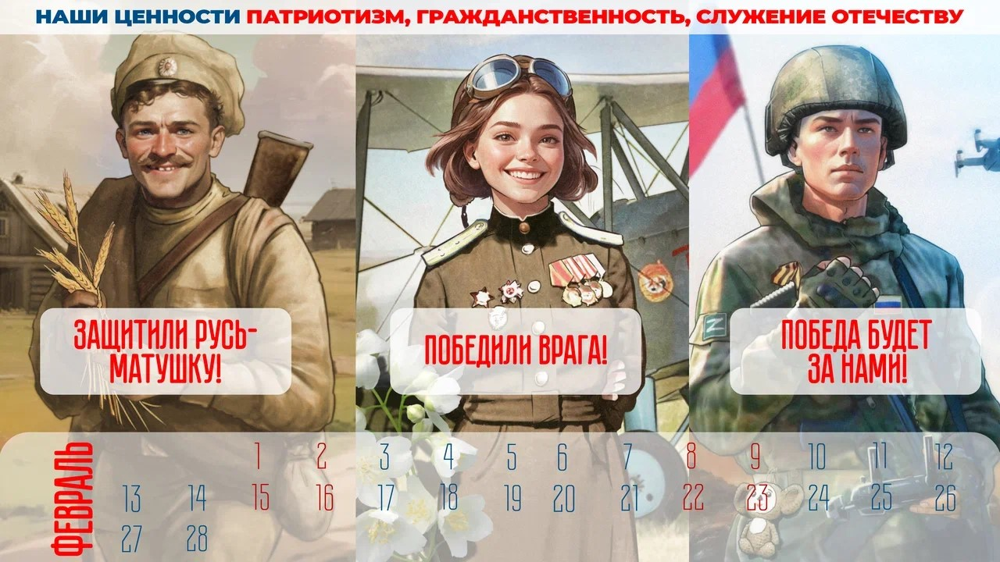 НАШИ ЦЕННОСТИ ПАТРИОТИЗМ, ГРАЖДАНСТВЕННОСТЬ, СЛУЖЕНИЕ ОТЕЧЕСТВУ
ЗАЩИТИЛИ РУСЬ-
МАТУШКУ!
ПОБЕДИЛИ ВРАГА!
Z
ПОБЕДА БУДЕТ
ЗА НАМИ!
ФЕВРАЛЬ
1 2 3 4 5 6 7 8 9 10 11 12
13 14 15 16 17 18 19 20 21 22 23 24 25 26
27 28